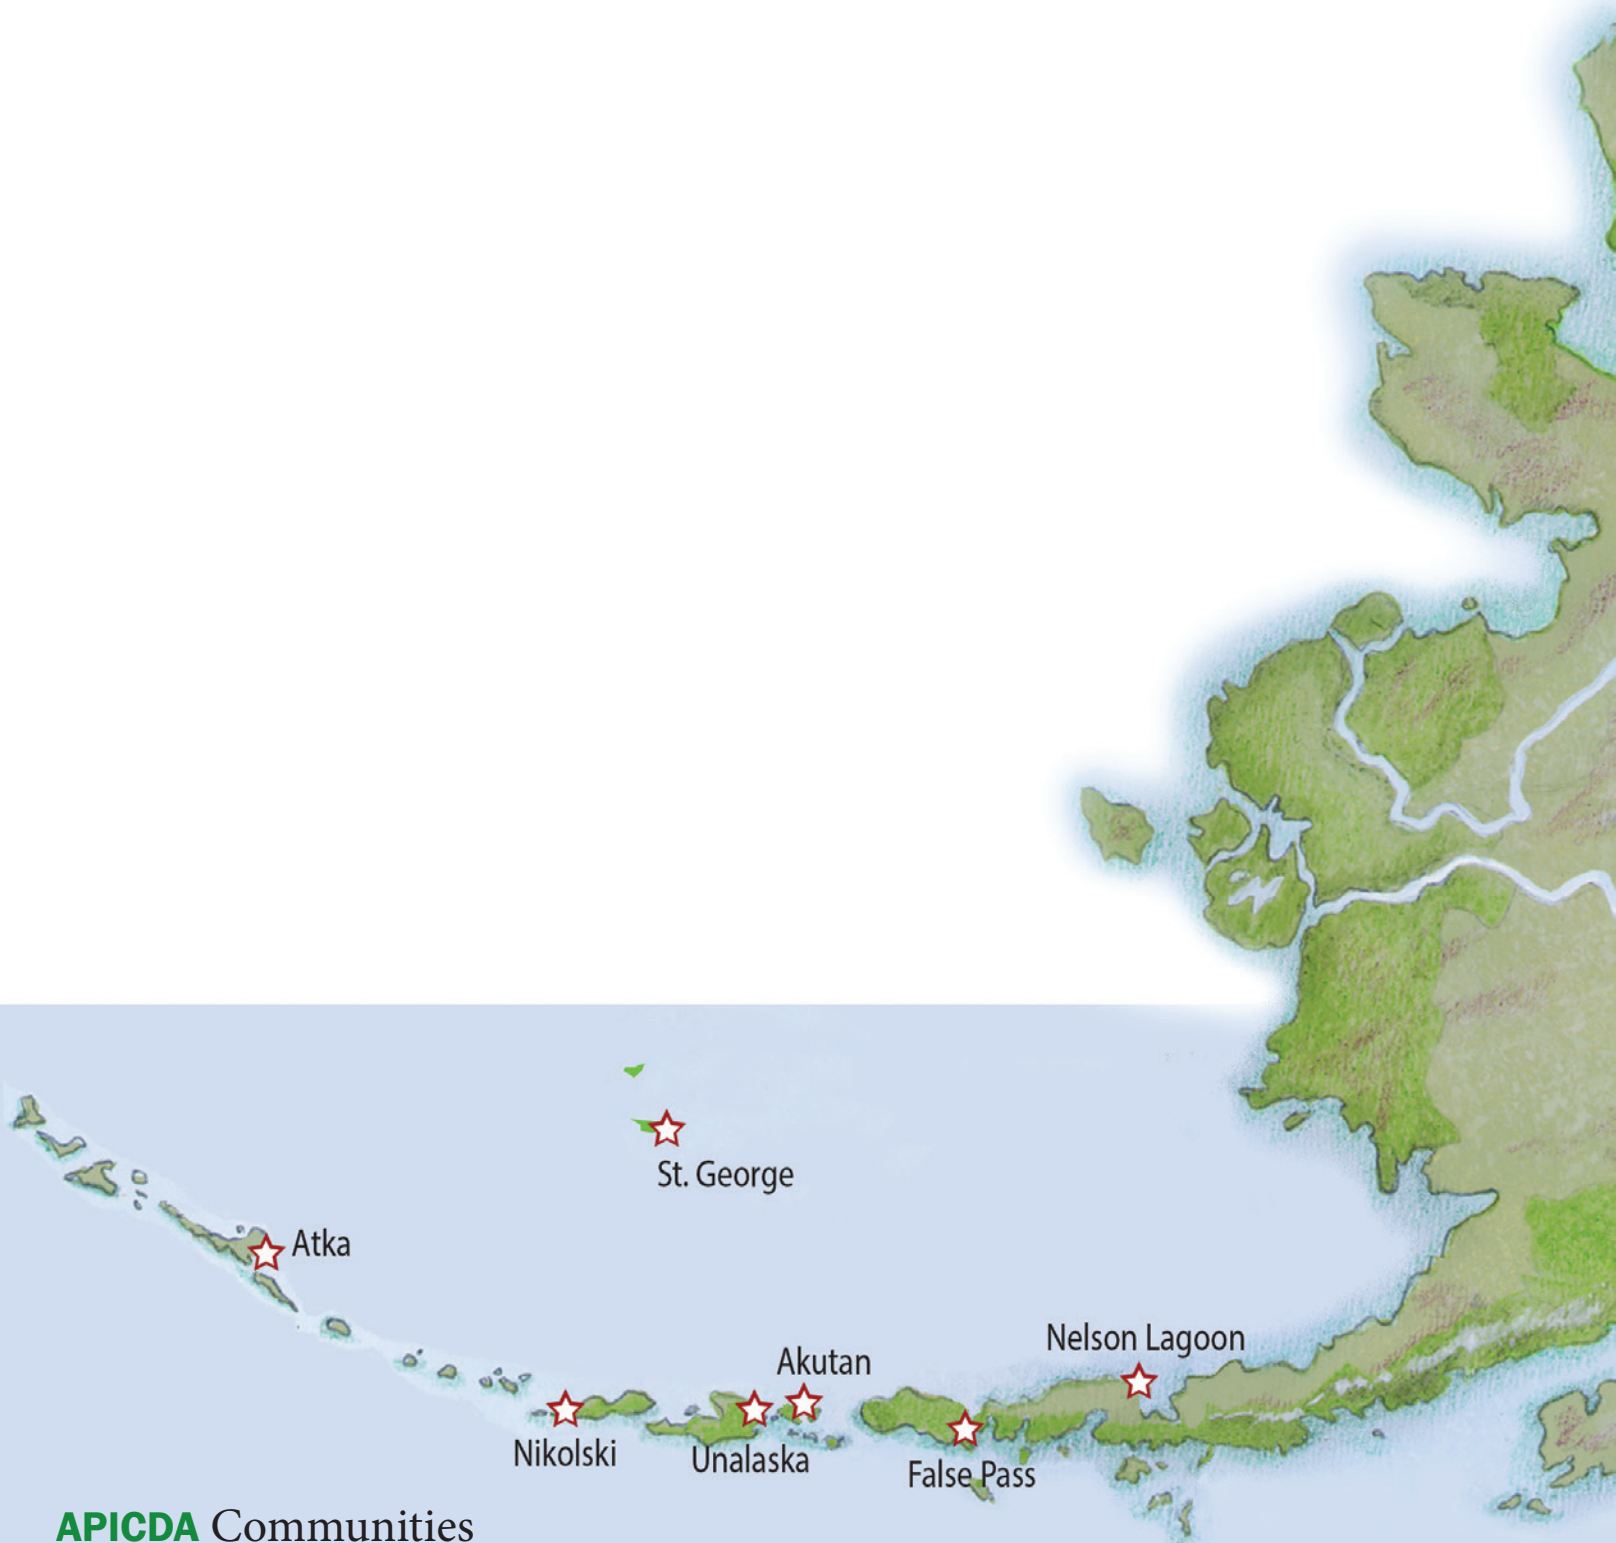 St. George
Atka
Nelson Lagoon
Akutan
Nikolski
Unalaska
False Pass
APICDA Communities